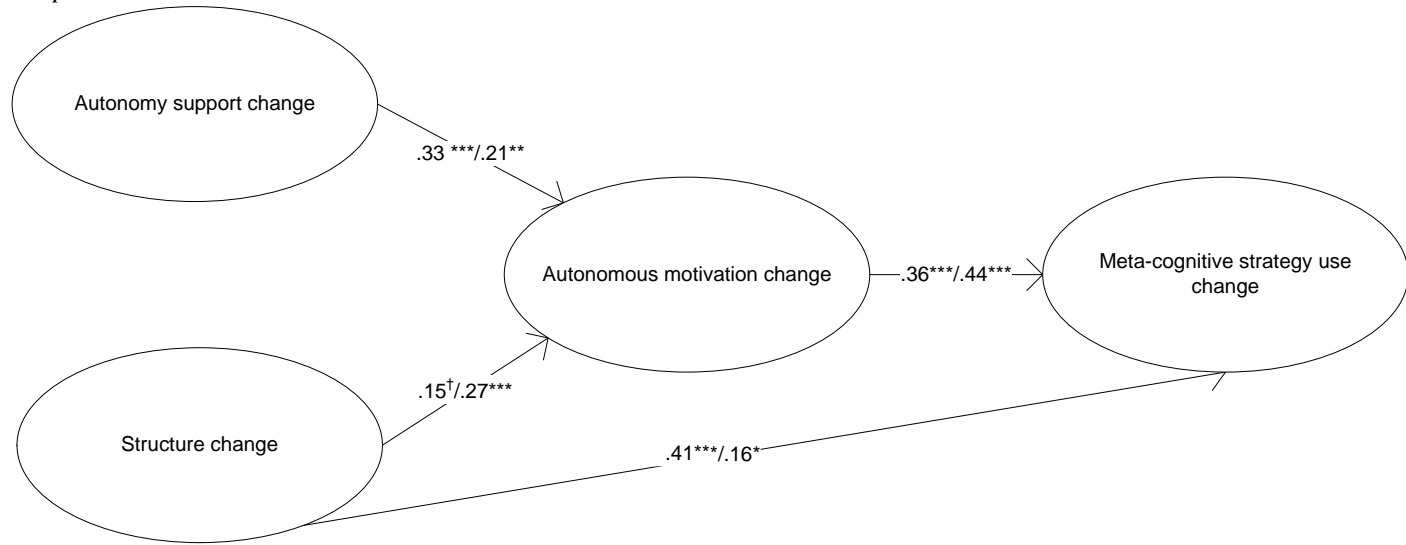 Autonomy support change
.33 ***/.21**
Autonomous motivation change
.36***/.44***
Meta-cognitive strategy use
change
.15†/.27***
Structure change
.41***/.16*